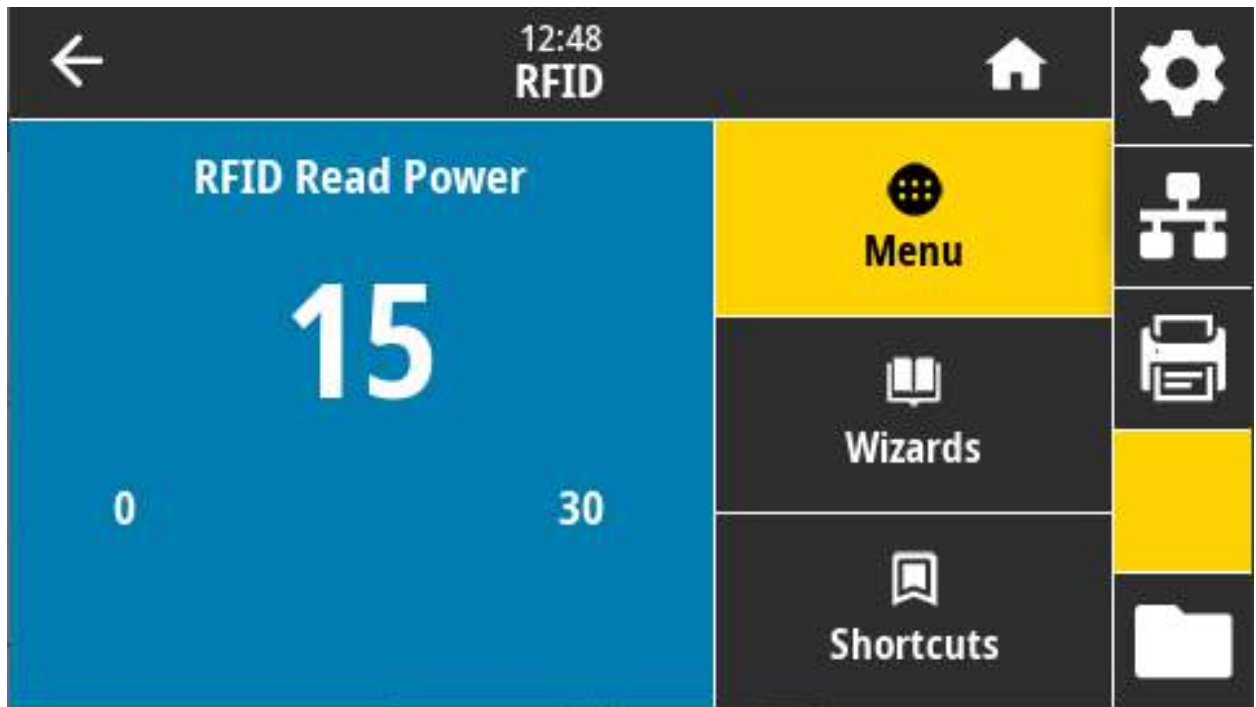 12:48
RFID
RFID Read Power
15
0 30
Menu
Wizards
Shortcuts